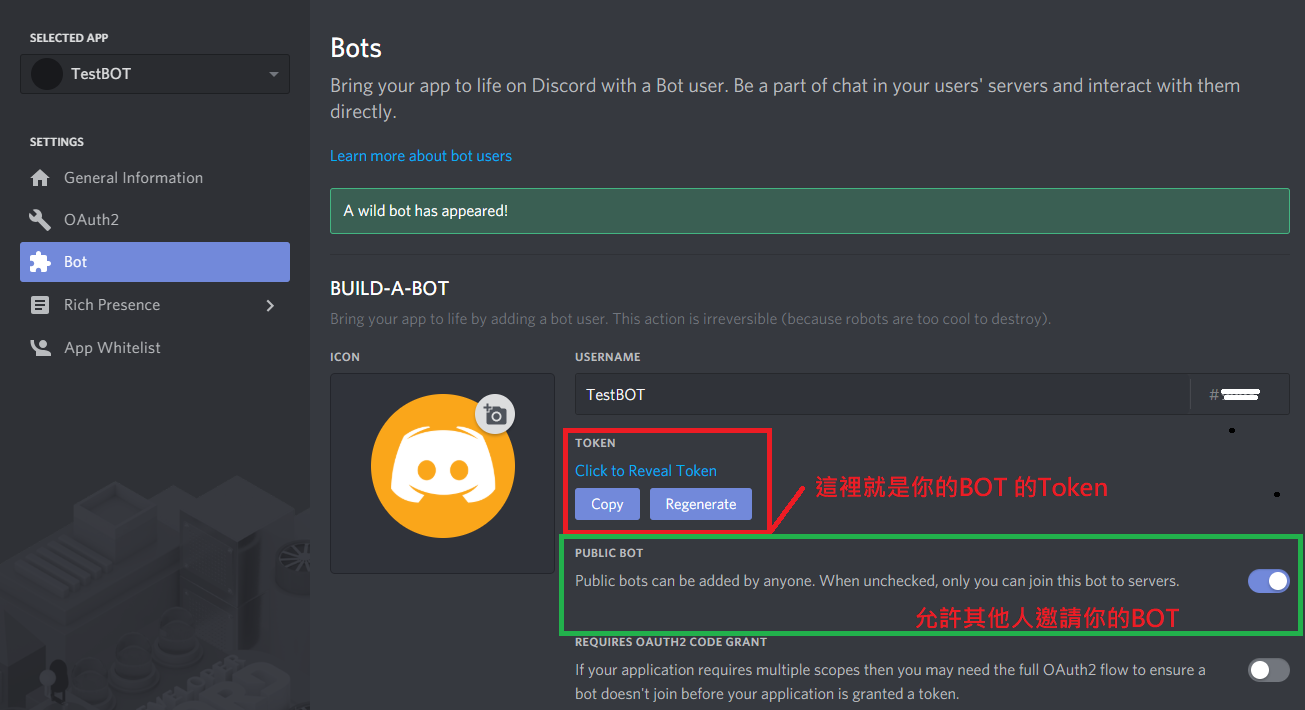 SELECTED APP
TestBOT
SETTINGS
General Information
OAuth2
Bot
Rich Presence
App Whitelist
Bots
Bring your app to life on Discord with a Bot user. Be a part of chat in your users' servers and interact with them
directly.
Learn more about bot users
A wild bot has appeared!
BUILD-A-BOT
Bring your app to life by adding a bot user. This action is irreversible (because robots are too cool to destroy).
ICON
USERNAME
TestBOT
#
TOKEN
Click to Reveal Token
Copy
Regenerate
這裡就是你的BOT 的Token
PUBLIC BOT
Public bots can be added by anyone. When unchecked, only you can join this bot to servers.
允許其他人邀請你的BOT
REQUIRES OAUTH2 CODE GRANT
If your application requires multiple scopes then you may need the full OAuth2 flow to ensure a
bot doesn't join before your application is granted a token.